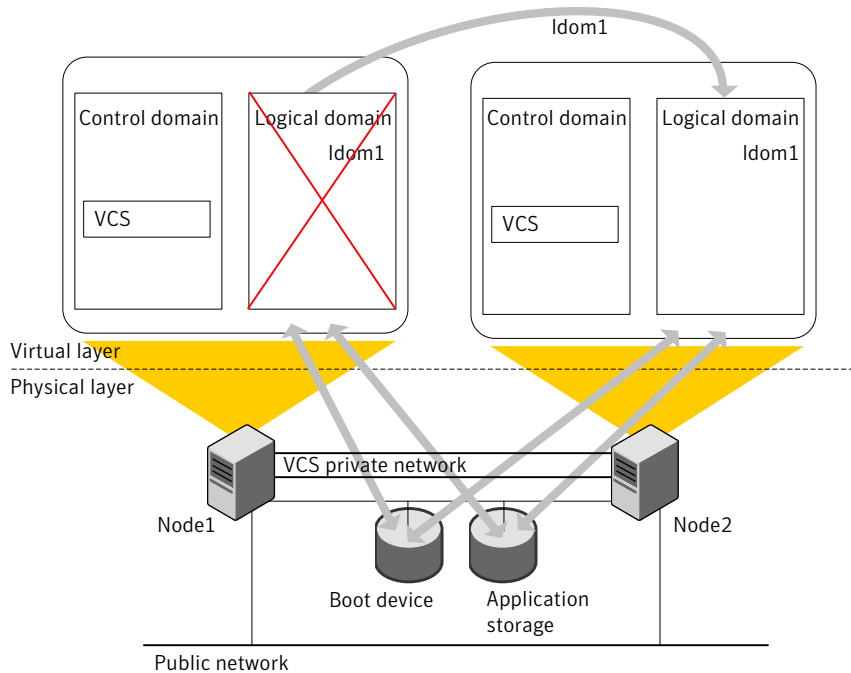 ldom1
Control domain
Logical domain
ldom1
VCS
Control domain
Logical domain
ldom1
VCS
Virtual layer
Physical layer
VCS private network
Node1
Node2
Boot device
Application
storage
Public network